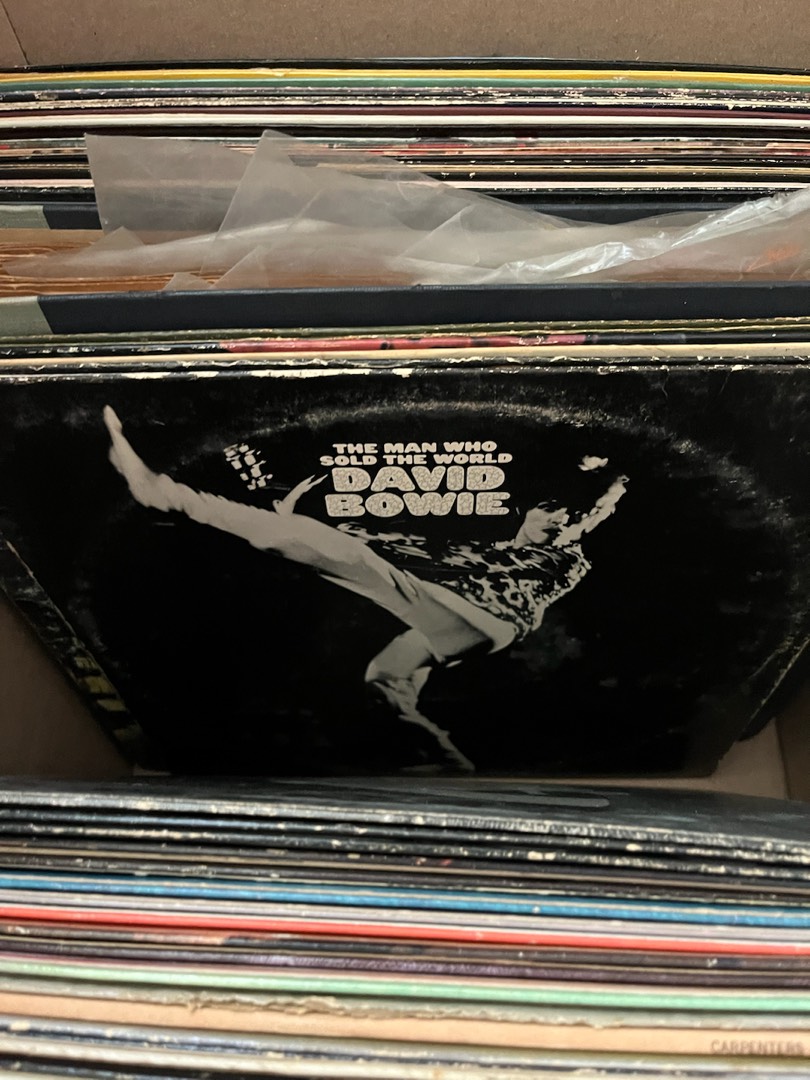 THE MAN WHO
SOLD THE WORLD
DAVID
BOWIE
CARPENTERS